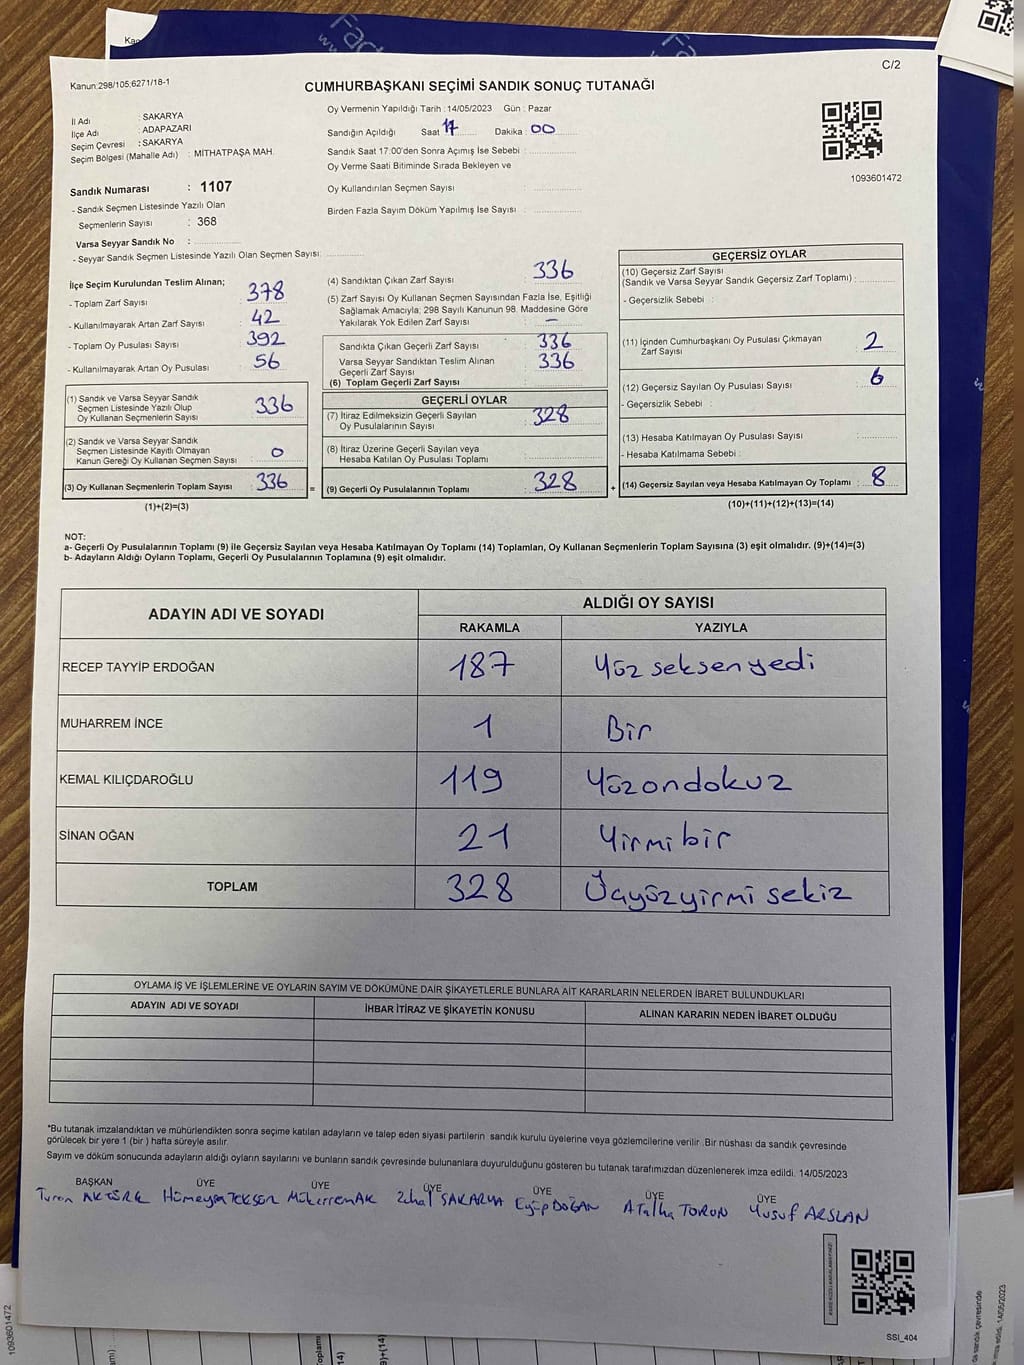 C/2
Kanun:298/105,6271/18-1
CUMHURBAŞKANI SEÇİMİ SANDIK SONUÇ TUTANAĞI
İl Adı : SAKARYA
İlçe Adı : ADAPAZARI
Seçim Çevresi : SAKARYA
Seçim Bölgesi (Mahalle Adı) : MİTHATPAŞA MAH.
Oy Vermenin Yapıldığı Tarih : 14/05/2023 Gün : Pazar
Sandığın Açıldığı Saat : 17 Dakika : 00
Sandık Saat 17:00'den Sonra Açımış İse Sebebi :
Oy Verme Saati Bitiminde Sırada Bekleyen ve
Oy Kullandırılan Seçmen Sayısı :
Birden Fazla Sayım Döküm Yapılmış İse Sayısı :
1093601472
Sandık Numarası : 1107
- Sandık Seçmen Listesinde Yazılı Olan
Seçmenlerin Sayısı : 368
Varsa Seyyar Sandık No :
- Seyyar Sandık Seçmen Listesinde Yazılı Olan Seçmen Sayısı:
İlçe Seçim Kurulundan Teslim Alınan;
- Toplam Zarf Sayısı : 378
- Kullanılmayarak Artan Zarf Sayısı : 42
- Toplam Oy Pusulası Sayısı : 392
- Kullanılmayarak Artan Oy Pusulası : 56
(1) Sandık ve Varsa Seyyar Sandık
Seçmen Listesinde Yazılı Olup
Oy Kullanan Seçmenlerin Sayısı : 336
(2) Sandık ve Varsa Seyyar Sandık
Seçmen Listesinde Kayıtlı Olmayan
Kanun Gereği Oy Kullanan Seçmen Sayısı : 0
(3) Oy Kullanan Seçmenlerin Toplam Sayısı : 336
(1)+(2)=(3)
(4) Sandıktan Çıkan Zarf Sayısı : 336
(5) Zarf Sayısı Oy Kullanan Seçmen Sayısından Fazla İse, Eşitliği
Sağlamak Amacıyla; 298 Sayılı Kanunun 98. Maddesine Göre
Yakılarak Yok Edilen Zarf Sayısı : –
Sandıkta Çıkan Geçerli Zarf Sayısı : 336
Varsa Seyyar Sandıktan Teslim Alınan
Geçerli Zarf Sayısı : 336
(6) Toplam Geçerli Zarf Sayısı :
GEÇERLİ OYLAR
(7) İtiraz Edilmeksizin Geçerli Sayılan
Oy Pusulalarının Sayısı : 328
(8) İtiraz Üzerine Geçerli Sayılan veya
Hesaba Katılan Oy Pusulası Toplamı :
= (9) Geçerli Oy Pusulalarının Toplamı : 328 +
GEÇERSİZ OYLAR
(10) Geçersiz Zarf Sayısı
(Sandık ve Varsa Seyyar Sandık Geçersiz Zarf Toplamı) :
- Geçersizlik Sebebi :
(11) İçinden Cumhurbaşkanı Oy Pusulası Çıkmayan
Zarf Sayısı : 2
(12) Geçersiz Sayılan Oy Pusulası Sayısı : 6
- Geçersizlik Sebebi :
(13) Hesaba Katılmayan Oy Pusulası Sayısı :
- Hesaba Katılmama Sebebi :
(14) Geçersiz Sayılan veya Hesaba Katılmayan Oy Toplamı : 8
(10)+(11)+(12)+(13)=(14)
NOT:
a- Geçerli Oy Pusulalarının Toplamı (9) ile Geçersiz Sayılan veya Hesaba Katılmayan Oy Toplamı (14) Toplamları, Oy Kullanan Seçmenlerin Toplam Sayısına (3) eşit olmalıdır. (9)+(14)=(3)
b- Adayların Aldığı Oyların Toplamı, Geçerli Oy Pusulalarının Toplamına (9) eşit olmalıdır.
ADAYIN ADI VE SOYADI ALDIĞI OY SAYISI
RAKAMLA YAZIYLA
RECEP TAYYİP ERDOĞAN 187 Yüz seksen yedi
MUHARREM İNCE 1 Bir
KEMAL KILIÇDAROĞLU 119 Yüzondokuz
SİNAN OĞAN 21 Yirmi bir
TOPLAM 328 Üçyüzyirmi sekiz
OYLAMA İŞ VE İŞLEMLERİNE VE OYLARIN SAYIM VE DÖKÜMÜNE DAİR ŞİKAYETLERLE BUNLARA AİT KARARLARIN NELERDEN İBARET BULUNDUKLARI
ADAYIN ADI VE SOYADI İHBAR İTİRAZ VE ŞİKAYETİN KONUSU ALINAN KARARIN NEDEN İBARET OLDUĞU
*Bu tutanak imzalandıktan ve mühürlendikten sonra seçime katılan adayların ve talep eden siyasi partilerin sandık kurulu üyelerine veya gözlemcilerine verilir .Bir nüshası da sandık çevresinde
görülecek bir yere 1 (bir ) hafta süreyle asılır.
Sayım ve döküm sonucunda adayların aldığı oyların sayılarını ve bunların sandık çevresinde bulunanlara duyurulduğunu gösteren bu tutanak tarafımızdan düzenlenerek imza edildi. 14/05/2023
BAŞKAN ÜYE ÜYE ÜYE ÜYE ÜYE ÜYE
Turan AKTÜRK Hümeysa TEKSEN Mükerrem AK Zuhal SAKARYA Eyüp DOĞAN A Talha TORUN Yusuf ARSLAN
SSI_404
1093601472